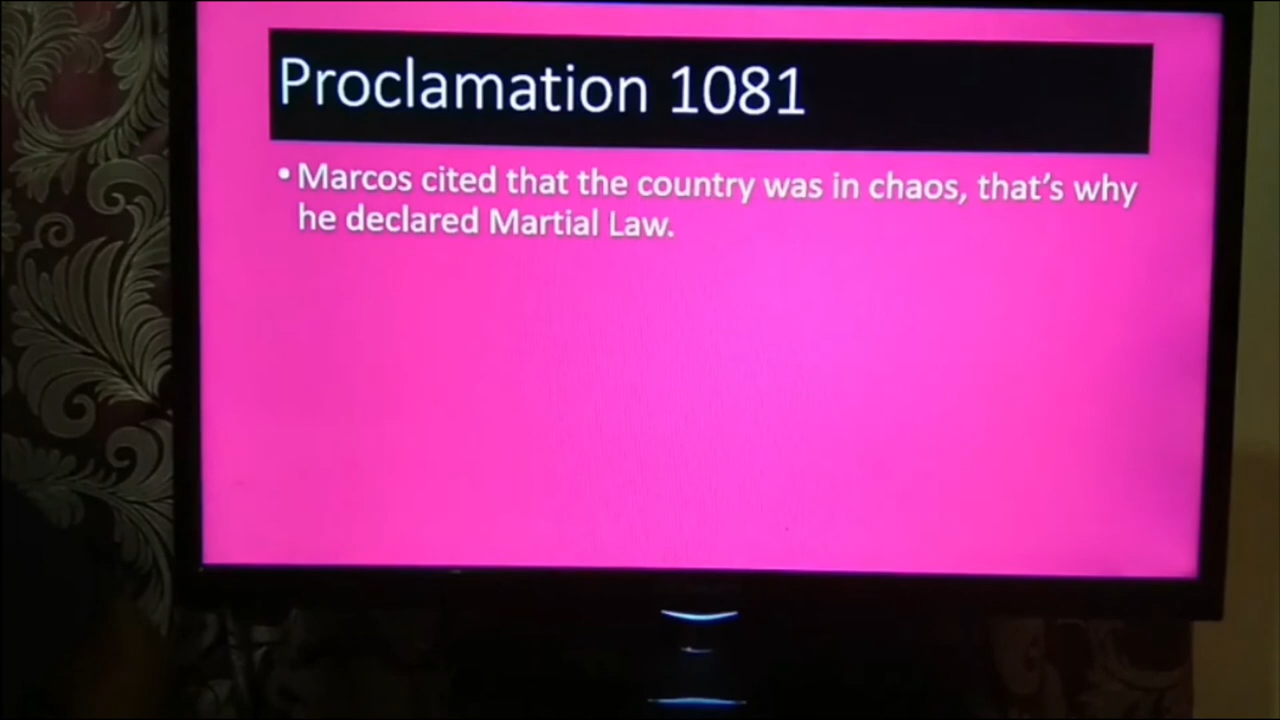 Proclamation 1081
• Marcos cited that the country was in chaos, that's why
he declared Martial Law.